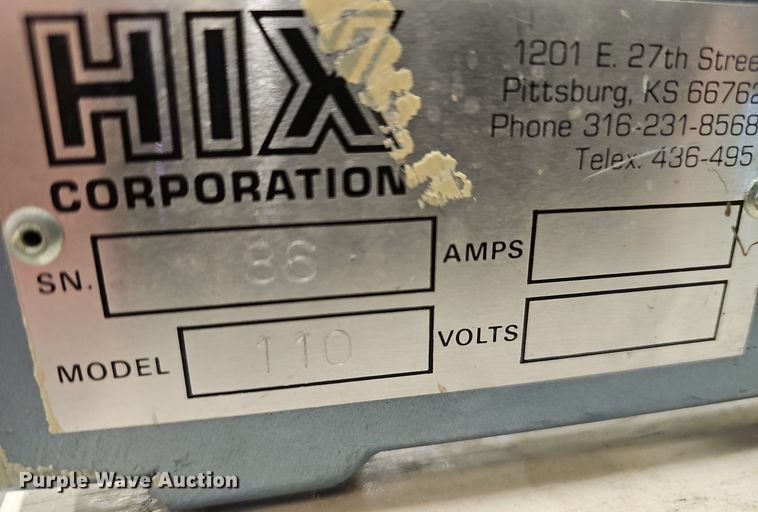 HIX
CORPORATION
1201 E. 27th Stree
Pittsburg, KS 66762
Phone 316-231-8568
Telex. 436-495
SN. 86
AMPS
MODEL 110
VOLTS
Purple Wave Auction